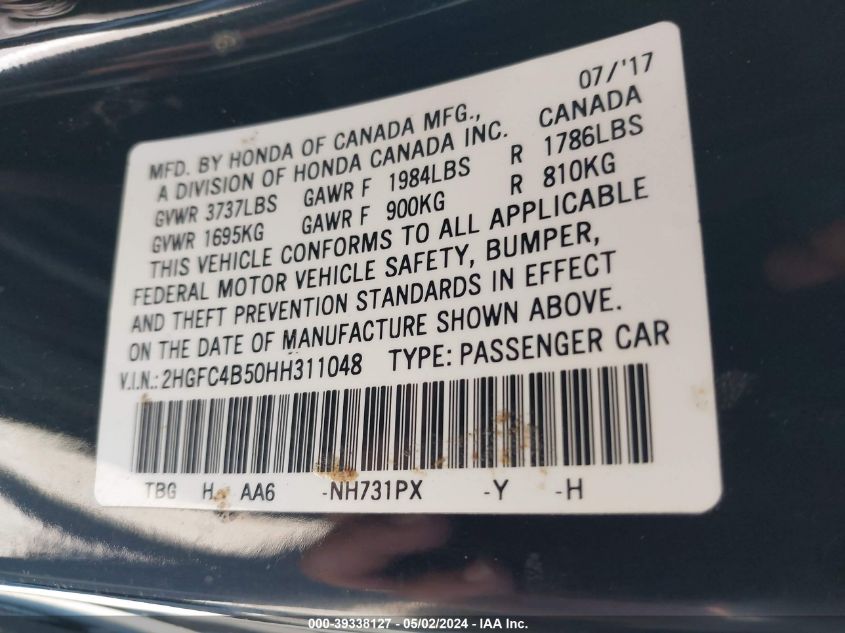 07/'17
MFD. BY HONDA OF CANADA MFG., CANADA
A DIVISION OF HONDA CANADA INC.
GVWR 3737LBS GAWR F 1984LBS R 1786LBS
GVWR 1695KG GAWR F 900KG R 810KG
THIS VEHICLE CONFORMS TO ALL APPLICABLE
FEDERAL MOTOR VEHICLE SAFETY, BUMPER,
AND THEFT PREVENTION STANDARDS IN EFFECT
ON THE DATE OF MANUFACTURE SHOWN ABOVE.
V.I.N.: 2HGFC4B50HH311048 TYPE: PASSENGER CAR
TBG H AA6 -NH731PX -Y -H
000-39338127 - 05/02/2024 - IAA Inc.